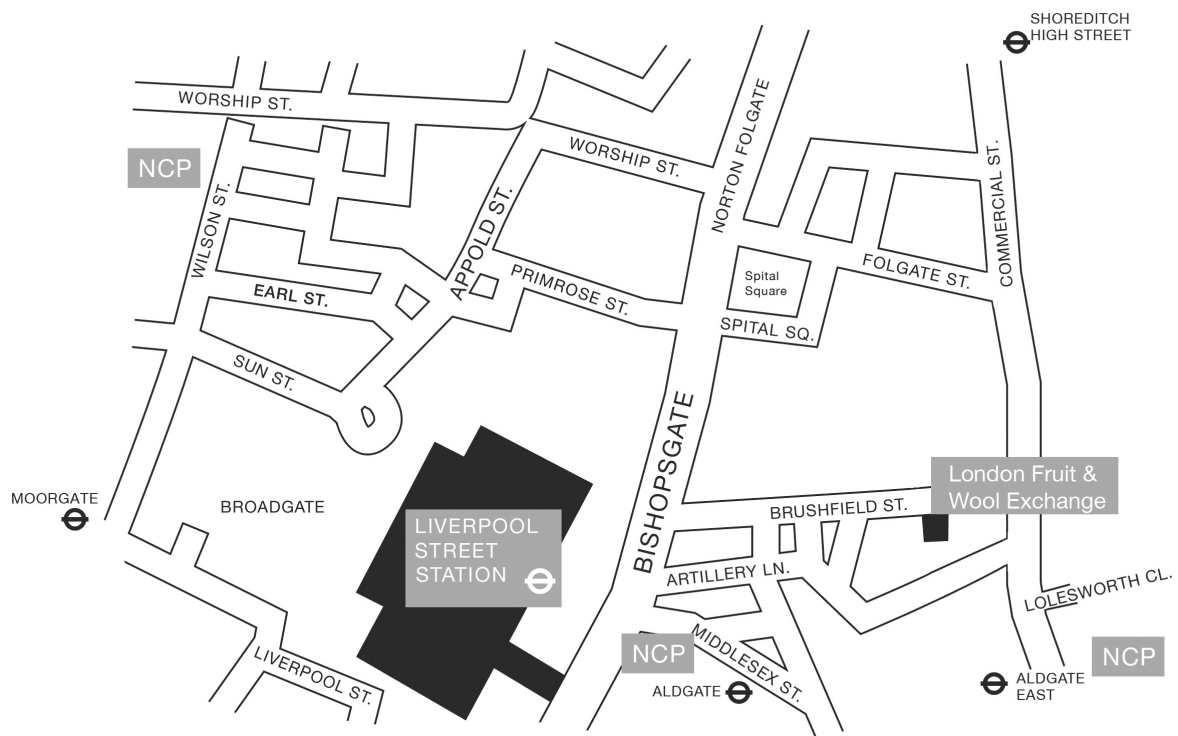 SHOREDITCH
HIGH STREET
WORSHIP ST.
NCP
WORSHIP ST.
NORTON FOLGATE
COMMERCIAL ST.
WILSON ST.
APPOLD ST.
EARL ST.
PRIMROSE ST.
Spital
Square
FOLGATE ST.
SPITAL SQ.
SUN ST.
BISHOPSGATE
MOORGATE
BROADGATE
LIVERPOOL
STREET
STATION
London Fruit &
Wool Exchange
BRUSHFIELD ST.
ARTILLERY LN.
LOLESWORTH CL.
LIVERPOOL ST.
NCP
MIDDLESEX ST.
NCP
ALDGATE
ALDGATE
EAST